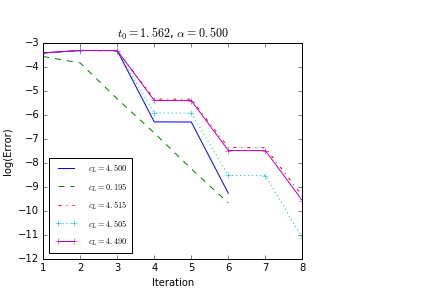 t₀ = 1.562, α = 0.500
−3
−4
−5
−6
−7
−8
−9
−10
−11
−12
log(Error)
c_L = 4.500
c_L = 0.195
c_L = 4.515
c_L = 4.505
c_L = 4.490
1 2 3 4 5 6 7 8
Iteration